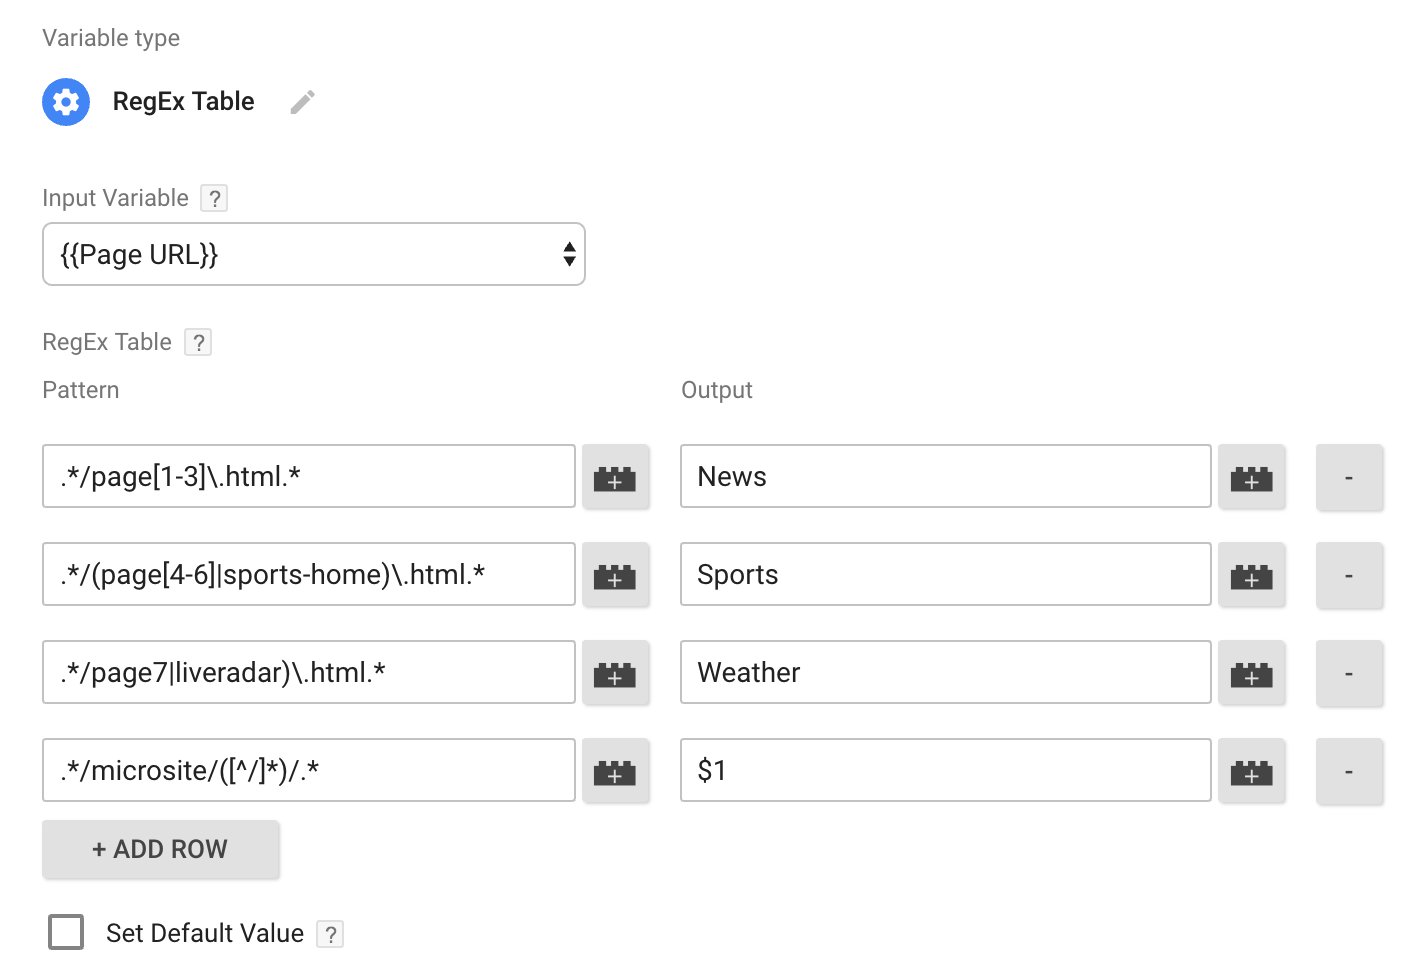 Variable type
RegEx Table
Input Variable ?
{{Page URL}}
RegEx Table ?
Pattern Output
.*/page[1-3]\.html.* + News + -
.*/(page[4-6]|sports-home)\.html.* + Sports + -
.*/page7|liveradar)\.html.* + Weather + -
.*/microsite/([^/]*)/.* + $1 + -
+ ADD ROW
Set Default Value ?